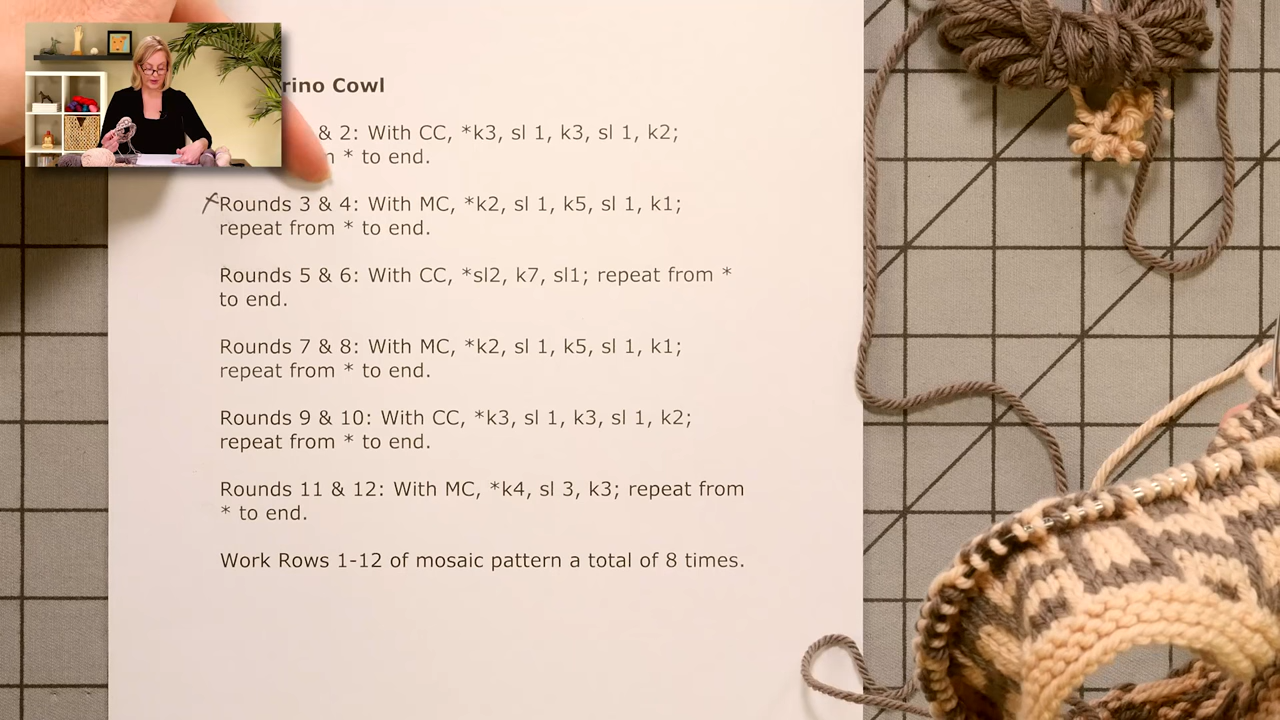 Cowl
& 2: With CC, *k3, sl 1, k3, sl 1, k2;
* to end.
Rounds 3 & 4: With MC, *k2, sl 1, k5, sl 1, k1;
repeat from * to end.
Rounds 5 & 6: With CC, *sl2, k7, sl1; repeat from *
to end.
Rounds 7 & 8: With MC, *k2, sl 1, k5, sl 1, k1;
repeat from * to end.
Rounds 9 & 10: With CC, *k3, sl 1, k3, sl 1, k2;
repeat from * to end.
Rounds 11 & 12: With MC, *k4, sl 3, k3; repeat from
* to end.
Work Rows 1-12 of mosaic pattern a total of 8 times.